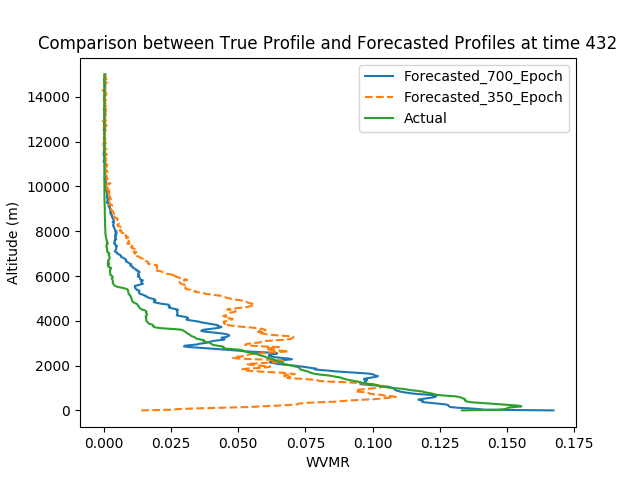 Comparison between True Profile and Forecasted Profiles at time 432
Forecasted_700_Epoch
Forecasted_350_Epoch
Actual
14000
12000
10000
8000
6000
4000
2000
0
Altitude (m)
0.000 0.025 0.050 0.075 0.100 0.125 0.150 0.175
WVMR